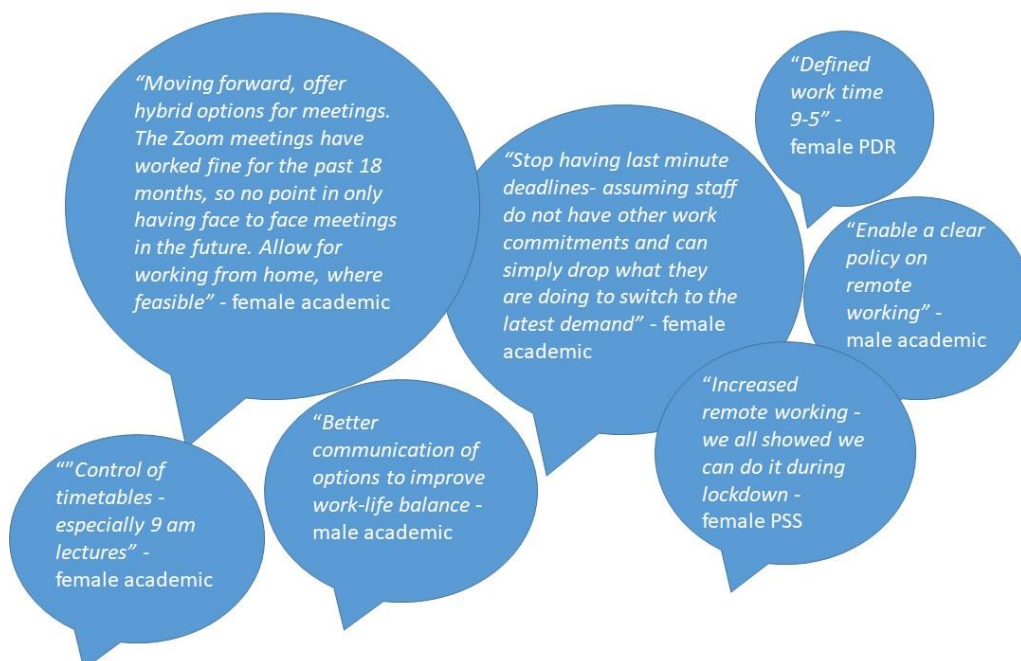 “Moving forward, offer
hybrid options for meetings.
The Zoom meetings have
worked fine for the past 18
months, so no point in only
having face to face meetings
in the future. Allow for
working from home, where
feasible” - female academic
“Stop having last minute
deadlines- assuming staff
do not have other work
commitments and can
simply drop what they
are doing to switch to the
latest demand” - female
academic
“Defined
work time
9-5” -
female PDR
“Enable a clear
policy on
remote
working” -
male academic
“”Control of
timetables -
especially 9 am
lectures” -
female academic
“Better
communication of
options to improve
work-life balance -
male academic
“Increased
remote working -
we all showed we
can do it during
lockdown -
female PSS